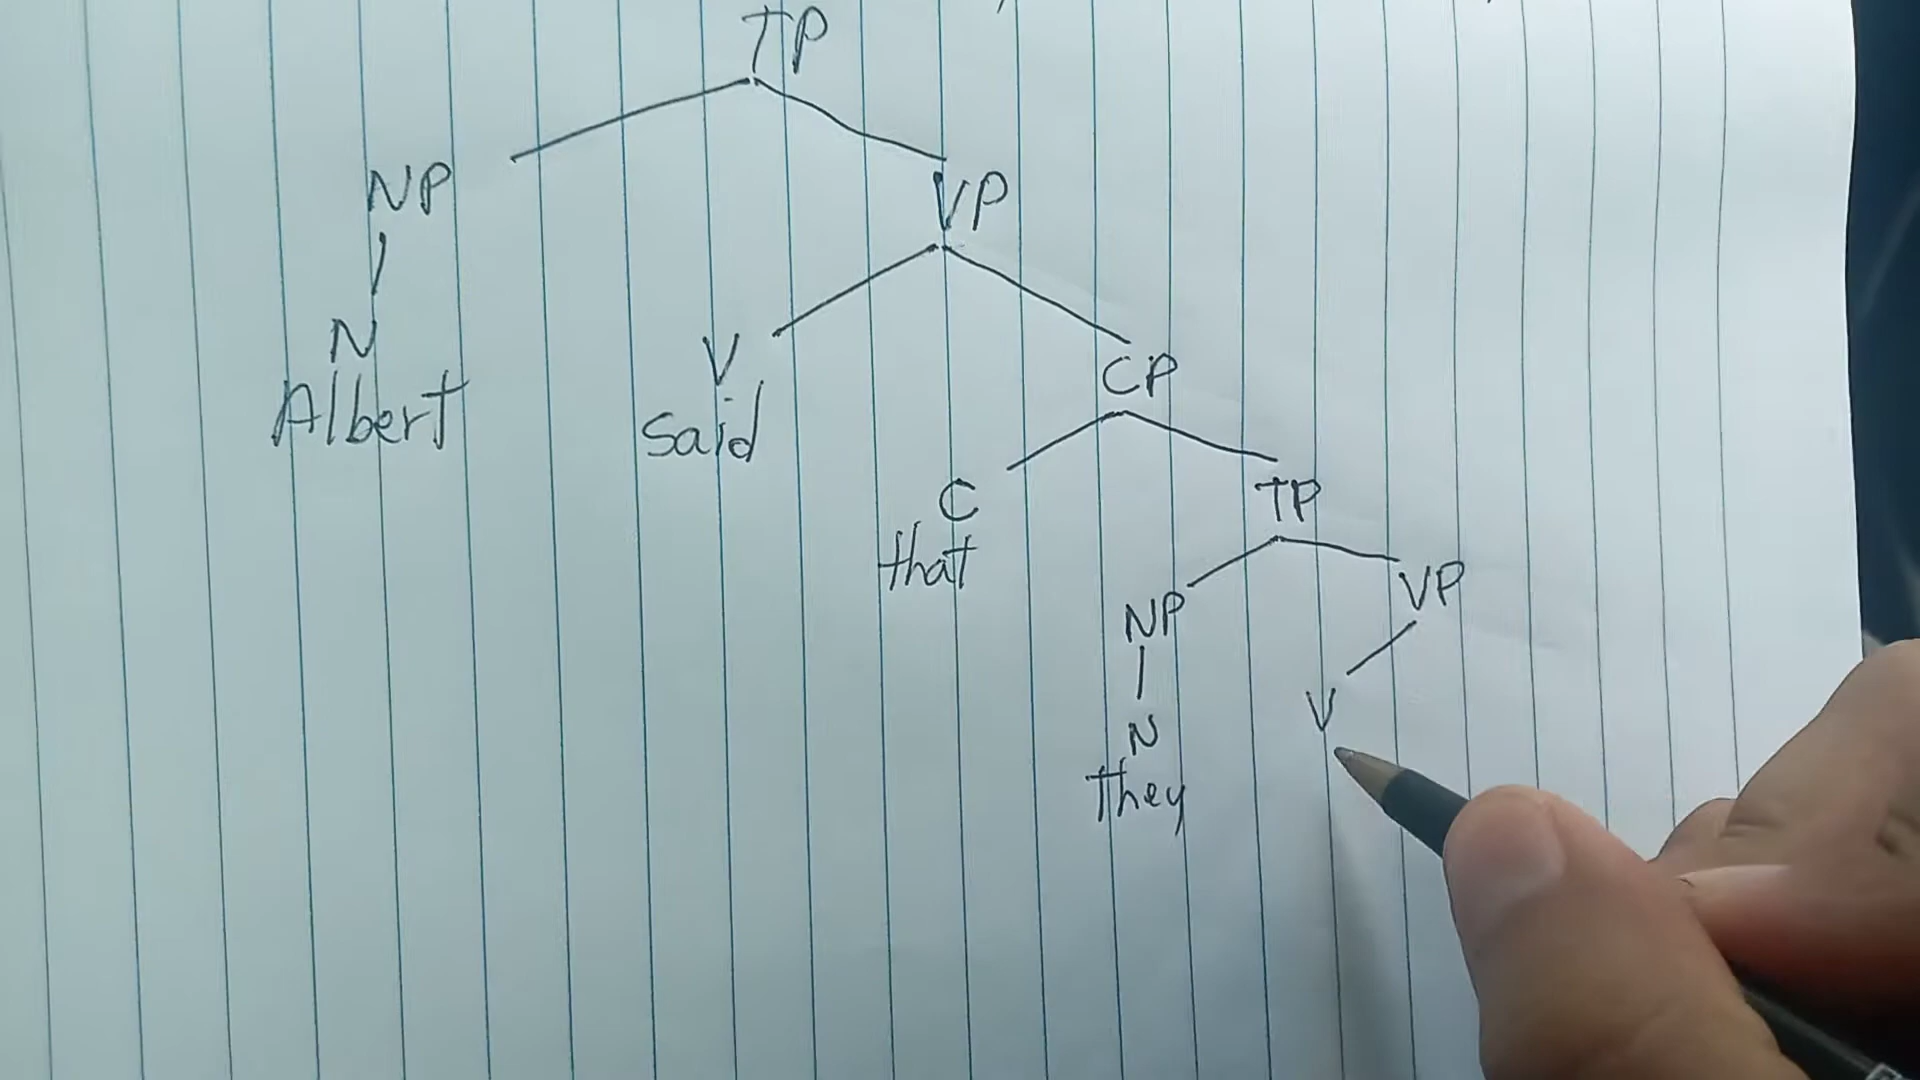 TP
NP VP
N V CP
Albert said
C TP
that
NP VP
N V
they